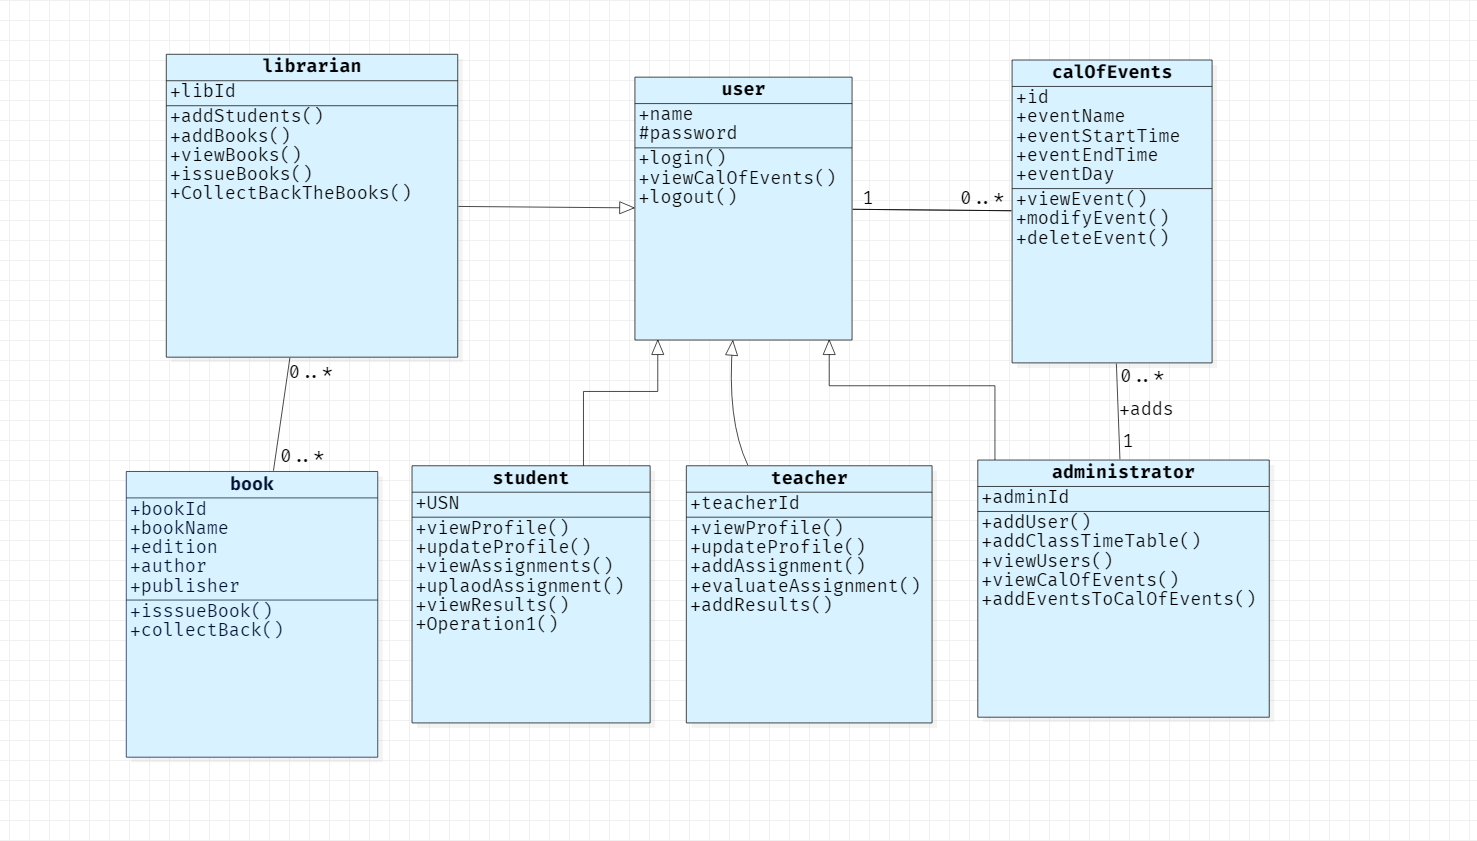 librarian
+libId
+addStudents()
+addBooks()
+viewBooks()
+issueBooks()
+CollectBackTheBooks()
user
+name
#password
+login()
+viewCalOfEvents()
+logout()
1
0..*
calOfEvents
+id
+eventName
+eventStartTime
+eventEndTime
+eventDay
+viewEvent()
+modifyEvent()
+deleteEvent()
0..*
0..*
0..*
+adds
1
book
+bookId
+bookName
+edition
+author
+publisher
+isssueBook()
+collectBack()
student
+USN
+viewProfile()
+updateProfile()
+viewAssignments()
+uplaodAssignment()
+viewResults()
+Operation1()
teacher
+teacherId
+viewProfile()
+updateProfile()
+addAssignment()
+evaluateAssignment()
+addResults()
administrator
+adminId
+addUser()
+addClassTimeTable()
+viewUsers()
+viewCalOfEvents()
+addEventsToCalOfEvents()